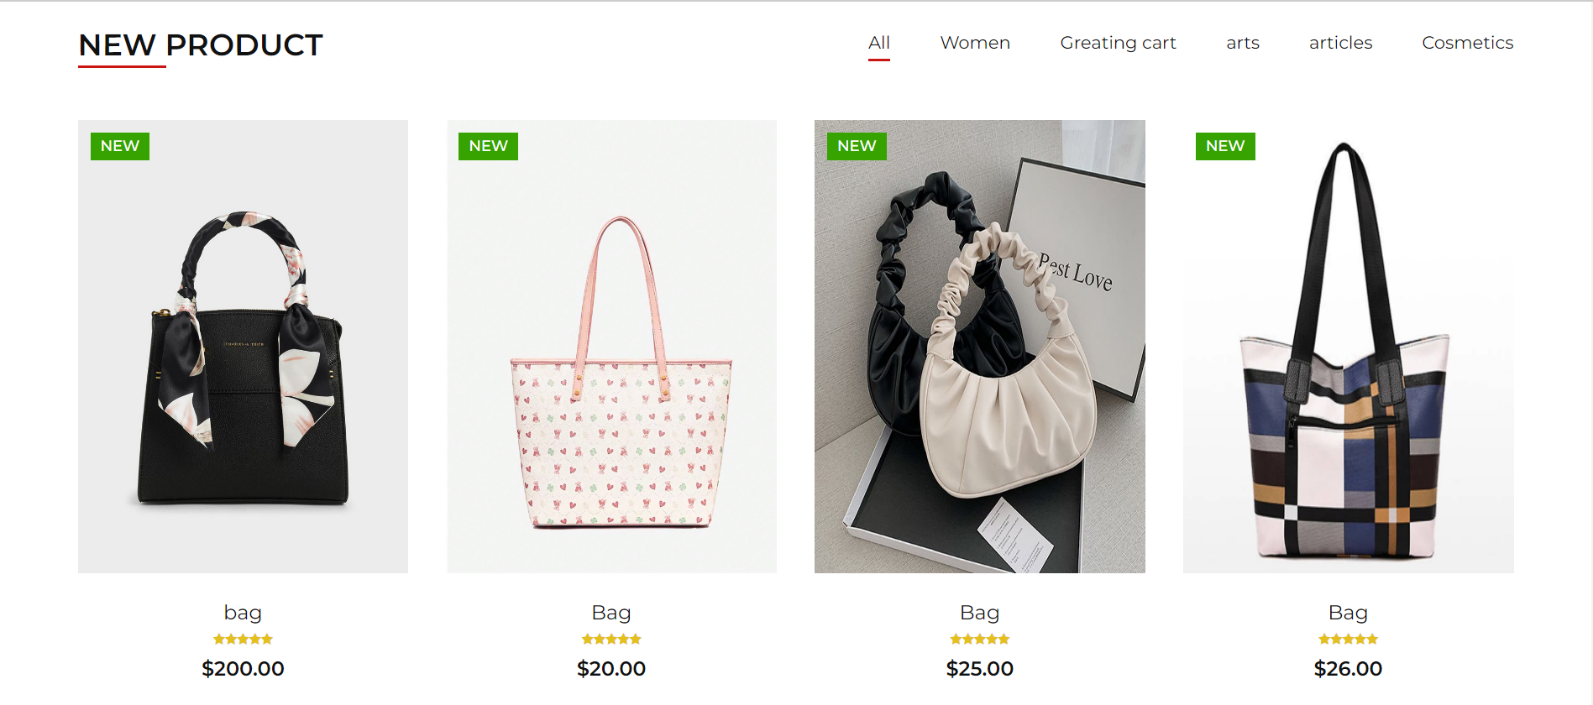 NEW PRODUCT
All Women Greating cart arts articles Cosmetics
NEW
NEW
NEW
NEW
Best Love
bag
Bag
Bag
Bag
$200.00
$20.00
$25.00
$26.00